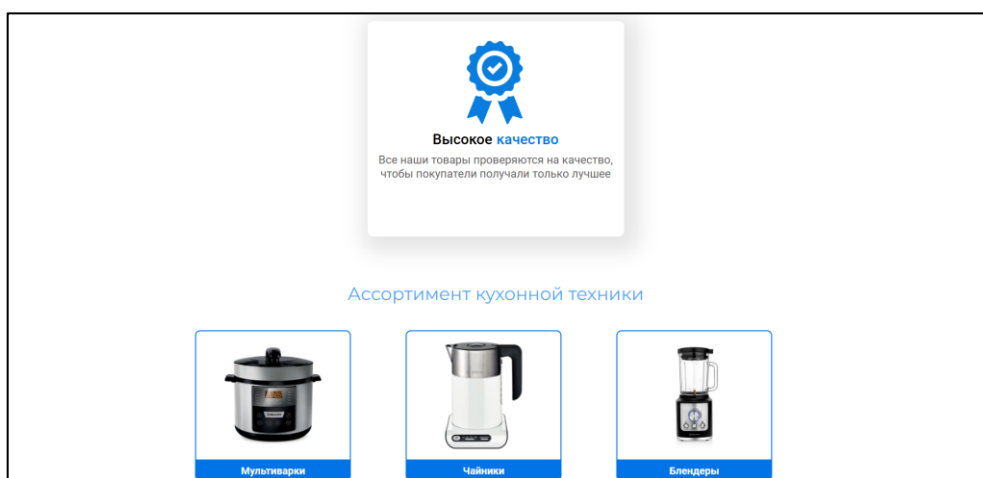 Высокое качество
Все наши товары проверяются на качество,
чтобы покупатели получали только лучшее
Ассортимент кухонной техники
Мультиварки
Чайники
Блендеры